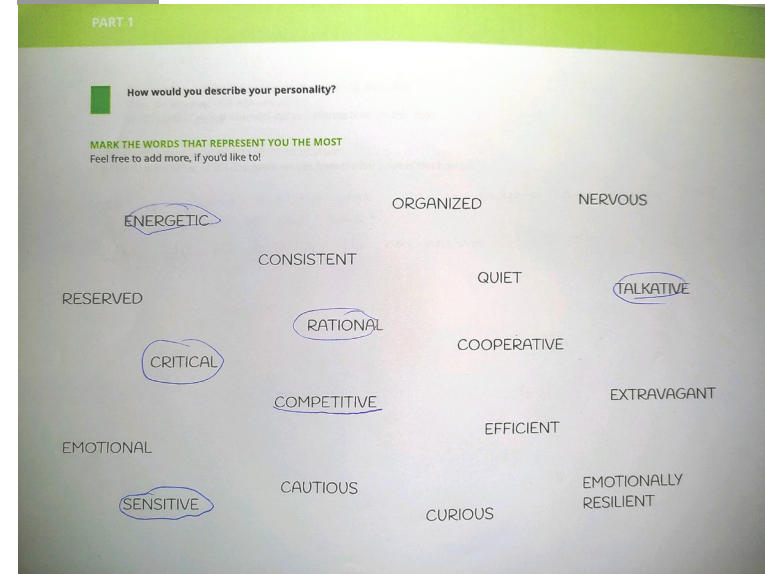 PART 1
How would you describe your personality?
MARK THE WORDS THAT REPRESENT YOU THE MOST
Feel free to add more, if you'd like to!
ORGANIZED
NERVOUS
ENERGETIC
CONSISTENT
QUIET
TALKATIVE
RESERVED
RATIONAL
COOPERATIVE
CRITICAL
EXTRAVAGANT
COMPETITIVE
EFFICIENT
EMOTIONAL
CAUTIOUS
EMOTIONALLY
RESILIENT
SENSITIVE
CURIOUS